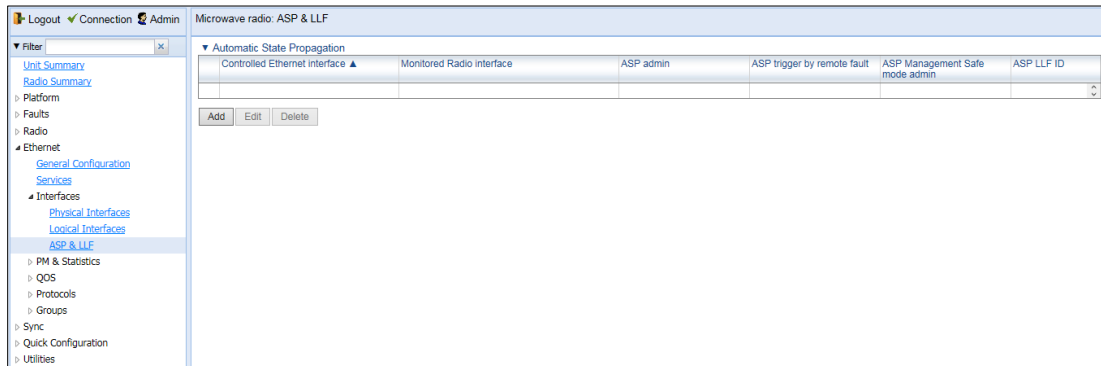 Logout Connection Admin
Microwave radio: ASP & LLF
Filter
Unit Summary
Radio Summary
Platform
Faults
Radio
Ethernet
General Configuration
Services
Interfaces
Physical Interfaces
Logical Interfaces
ASP & LLF
PM & Statistics
QOS
Protocols
Groups
Sync
Quick Configuration
Utilities
Automatic State Propagation
Controlled Ethernet interface ▲ Monitored Radio interface ASP admin ASP trigger by remote fault ASP Management Safe ASP LLF ID
mode admin
Add Edit Delete